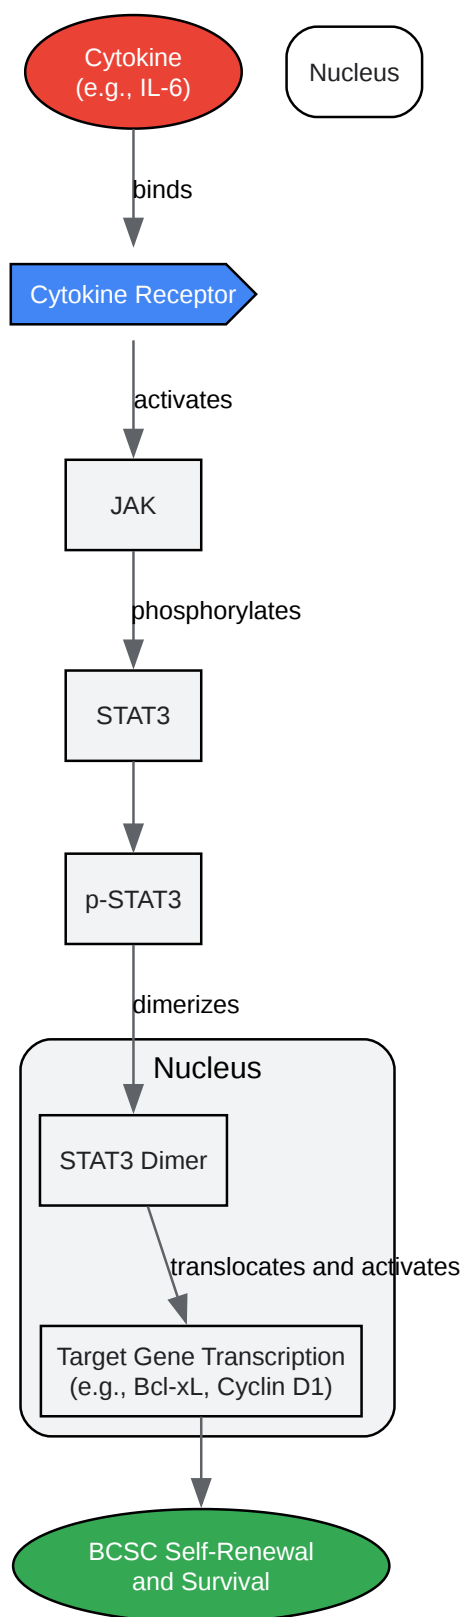 Cytokine
(e.g., IL-6)
Nucleus
binds
Cytokine Receptor
activates
JAK
phosphorylates
STAT3
p-STAT3
dimerizes
Nucleus
STAT3 Dimer
translocates and activates
Target Gene Transcription
(e.g., Bcl-xL, Cyclin D1)
BCSC Self-Renewal
and Survival